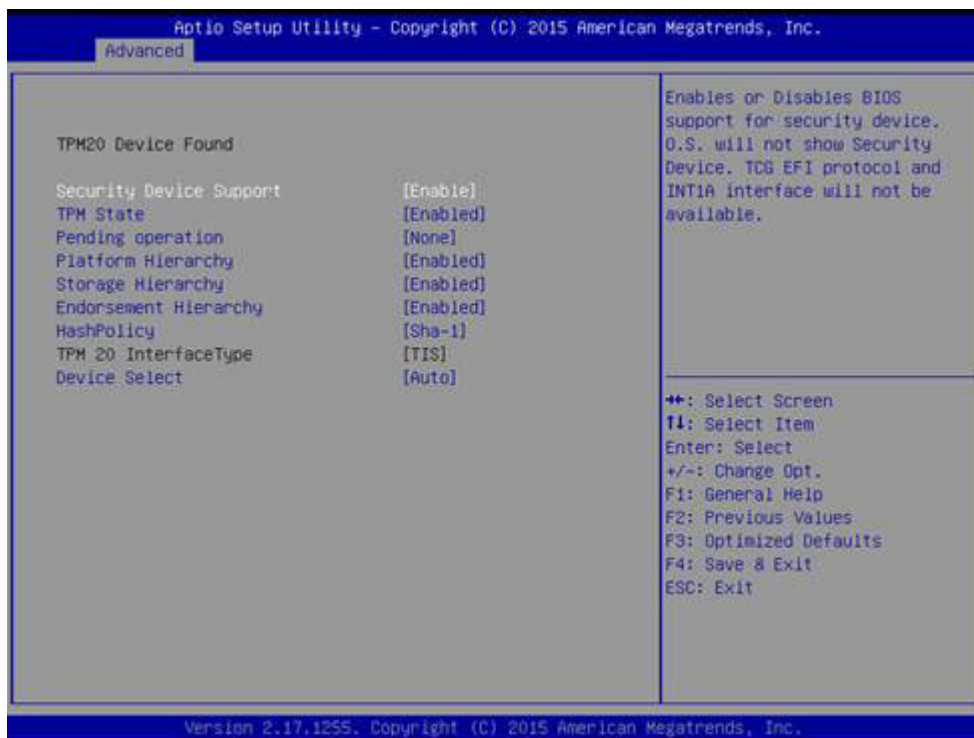 Aptio Setup Utility – Copyright (C) 2015 American Megatrends, Inc.
Advanced
TPM20 Device Found
Security Device Support [Enable]
TPM State [Enabled]
Pending operation [None]
Platform Hierarchy [Enabled]
Storage Hierarchy [Enabled]
Endorsement Hierarchy [Enabled]
HashPolicy [Sha-1]
TPM 20 InterfaceType [TIS]
Device Select [Auto]
Enables or Disables BIOS
support for security device.
O.S. will not show Security
Device. TCG EFI protocol and
INT1A interface will not be
available.
→←: Select Screen
↑↓: Select Item
Enter: Select
+/-: Change Opt.
F1: General Help
F2: Previous Values
F3: Optimized Defaults
F4: Save & Exit
ESC: Exit
Version 2.17.1255. Copyright (C) 2015 American Megatrends, Inc.